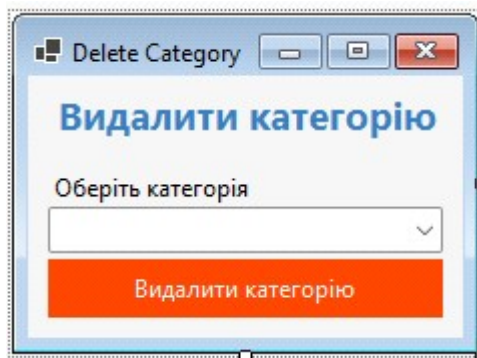 Delete Category
Видалити категорію
Оберіть категорія
Видалити категорію